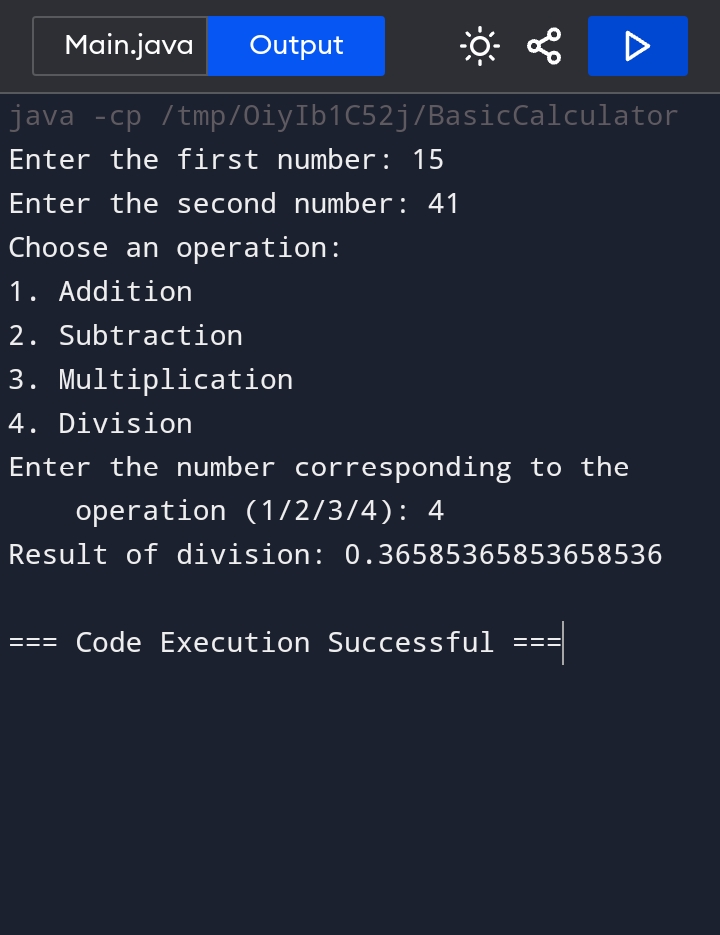 Main.java Output
java -cp /tmp/OiyIb1C52j/BasicCalculator
Enter the first number: 15
Enter the second number: 41
Choose an operation:
1. Addition
2. Subtraction
3. Multiplication
4. Division
Enter the number corresponding to the
operation (1/2/3/4): 4
Result of division: 0.36585365853658536
=== Code Execution Successful ===